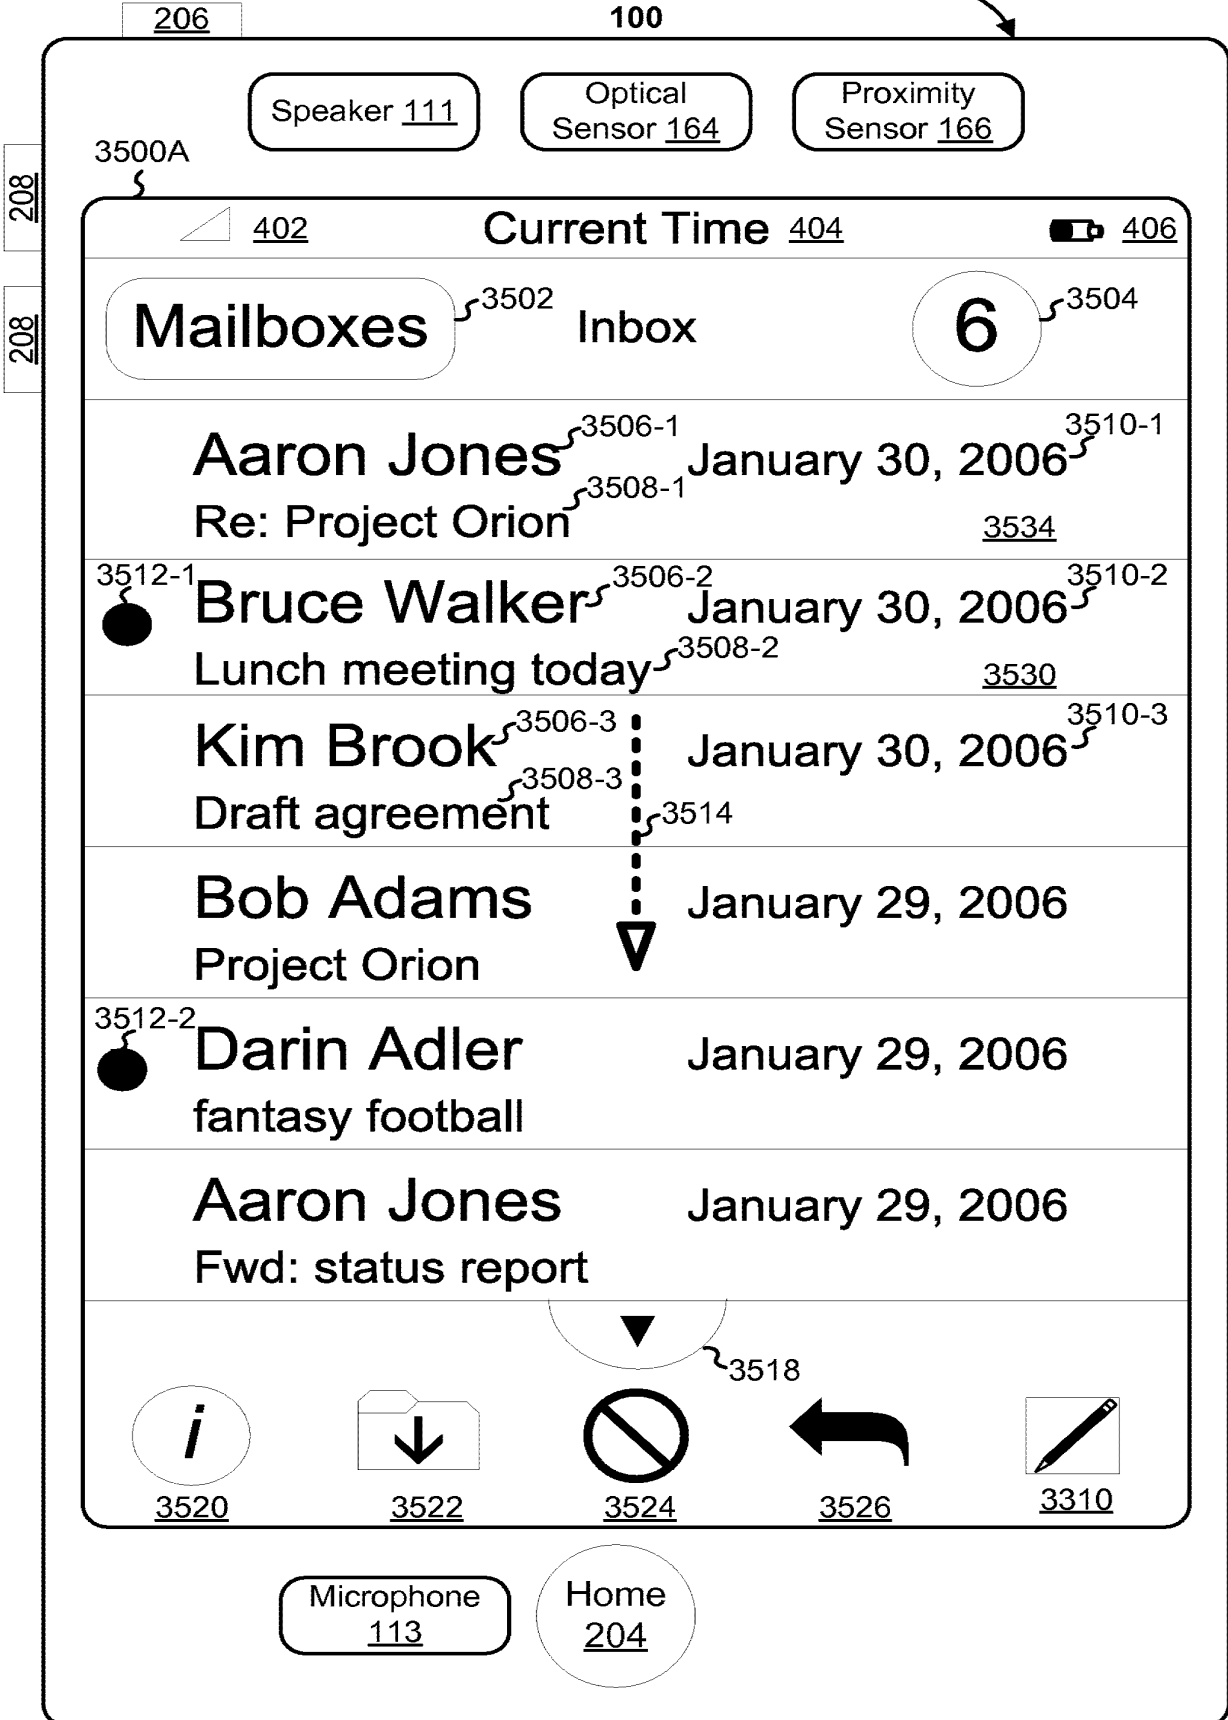 206
100
Speaker 111
Optical
Sensor 164
Proximity
Sensor 166
3500A
208
208
402
Current Time 404
406
Mailboxes
3502
Inbox
6
3504
Aaron Jones
3506-1
January 30, 2006
3510-1
Re: Project Orion
3508-1
3534
3512-1
Bruce Walker
3506-2
January 30, 2006
3510-2
Lunch meeting today
3508-2
3530
Kim Brook
3506-3
January 30, 2006
3510-3
Draft agreement
3508-3
3514
Bob Adams
January 29, 2006
Project Orion
3512-2
Darin Adler
January 29, 2006
fantasy football
Aaron Jones
January 29, 2006
Fwd: status report
3518
i
3520
3522
3524
3526
3310
Microphone
113
Home
204